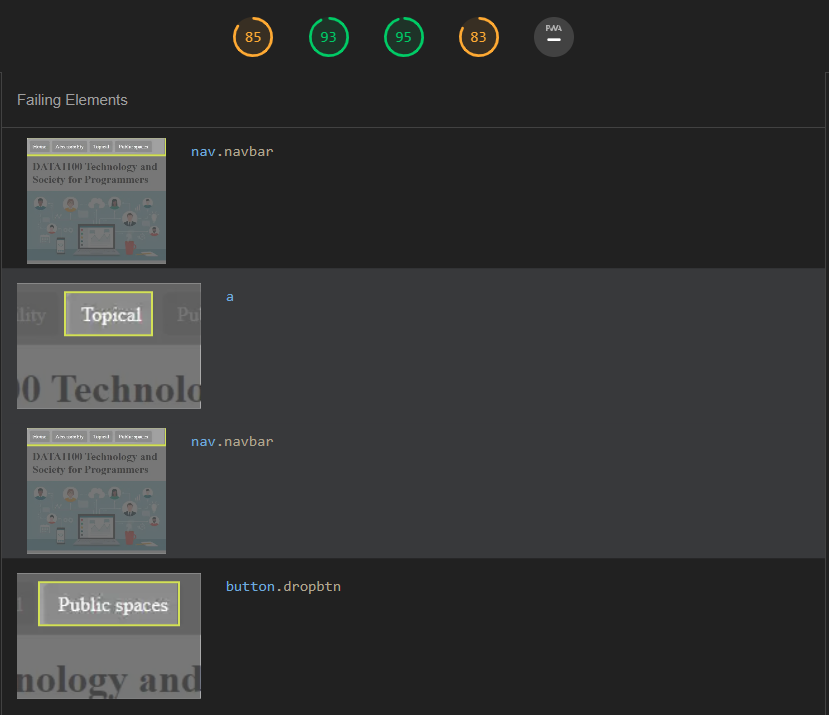 85
93
95
83
PWA
Failing Elements
Home
Accessibility
Topical
Public spaces
DATA1100 Technology and
Society for Programmers
nav.navbar
lity
Topical
Pu
00 Technolo
a
Home
Accessibility
Topical
Public spaces
DATA1100 Technology and
Society for Programmers
nav.navbar
Public spaces
nology and
button.dropbtn